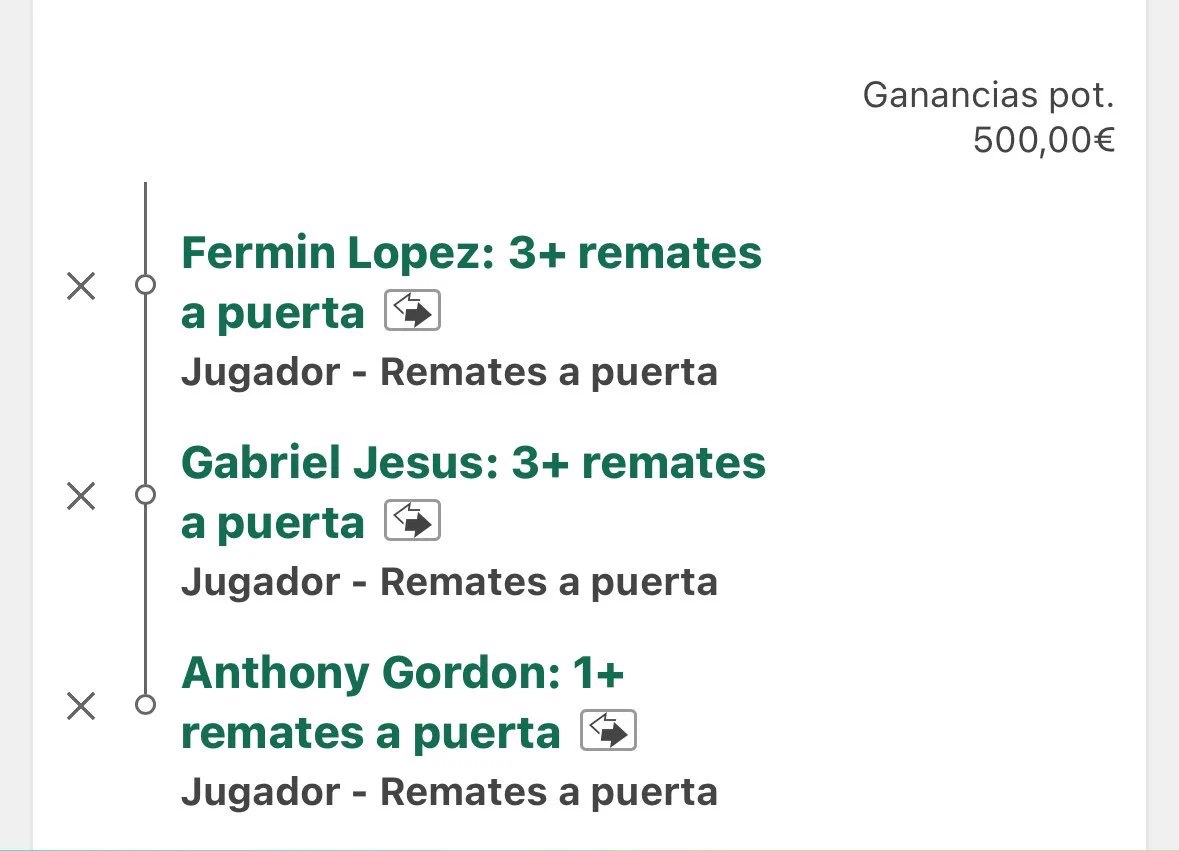 Ganancias pot.
500,00€
Fermin Lopez: 3+ remates
a puerta
Jugador - Remates a puerta
Gabriel Jesus: 3+ remates
a puerta
Jugador - Remates a puerta
Anthony Gordon: 1+
remates a puerta
Jugador - Remates a puerta